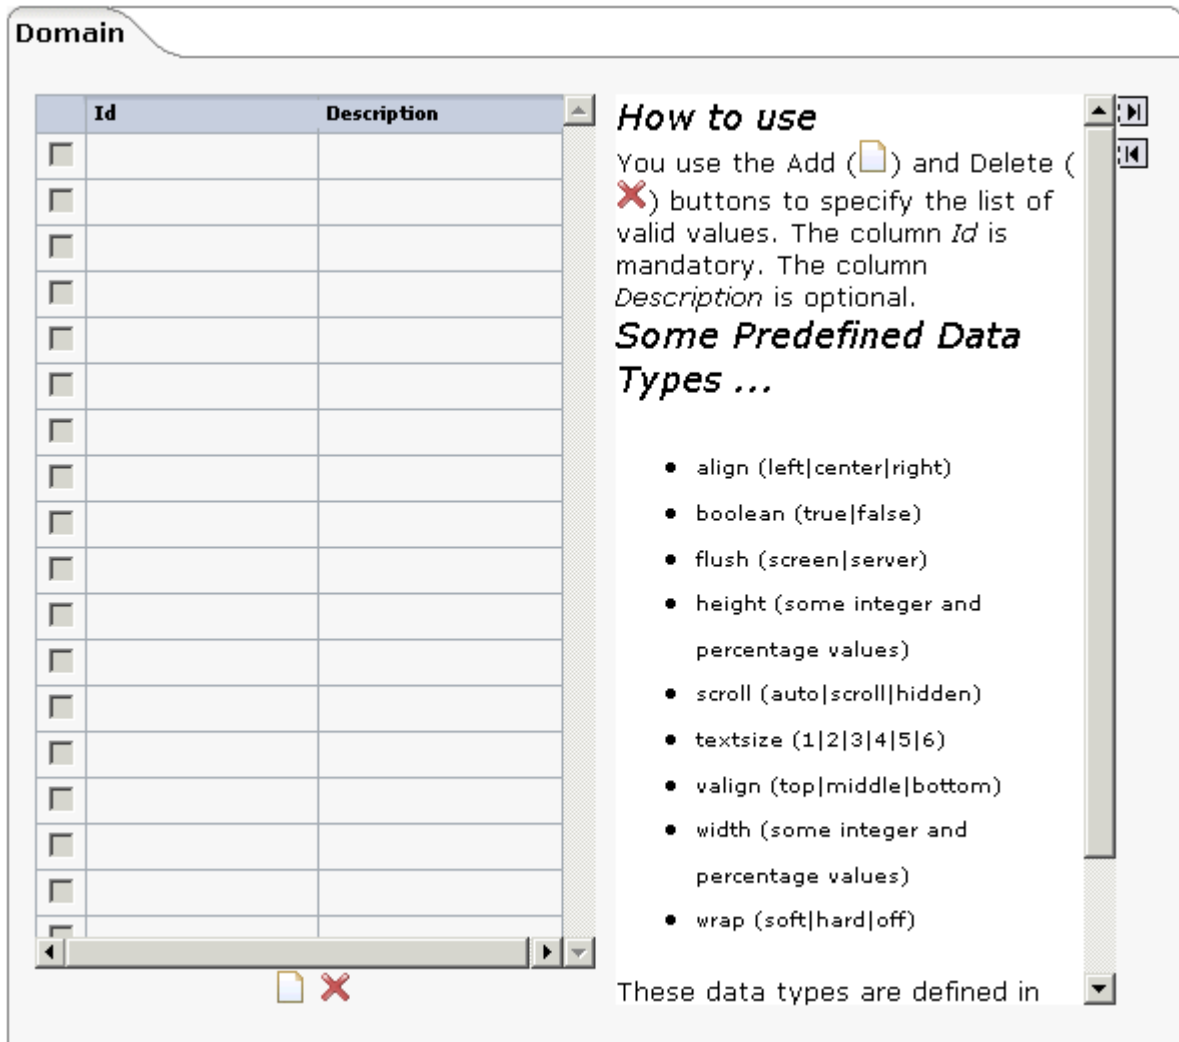 Domain
Id Description
How to use
You use the Add ( ) and Delete (
) buttons to specify the list of
valid values. The column Id is
mandatory. The column
Description is optional.
Some Predefined Data
Types ...
• align (left|center|right)
• boolean (true|false)
• flush (screen|server)
• height (some integer and
percentage values)
• scroll (auto|scroll|hidden)
• textsize (1|2|3|4|5|6)
• valign (top|middle|bottom)
• width (some integer and
percentage values)
• wrap (soft|hard|off)
These data types are defined in